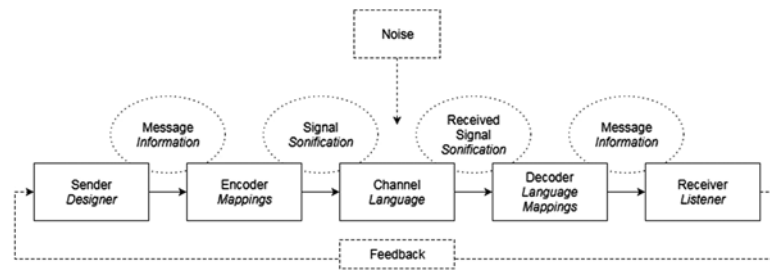 Noise
Message
Information
Signal
Sonification
Received
Signal
Sonification
Message
Information
Sender
Designer
Encoder
Mappings
Channel
Language
Decoder
Language
Mappings
Receiver
Listener
Feedback